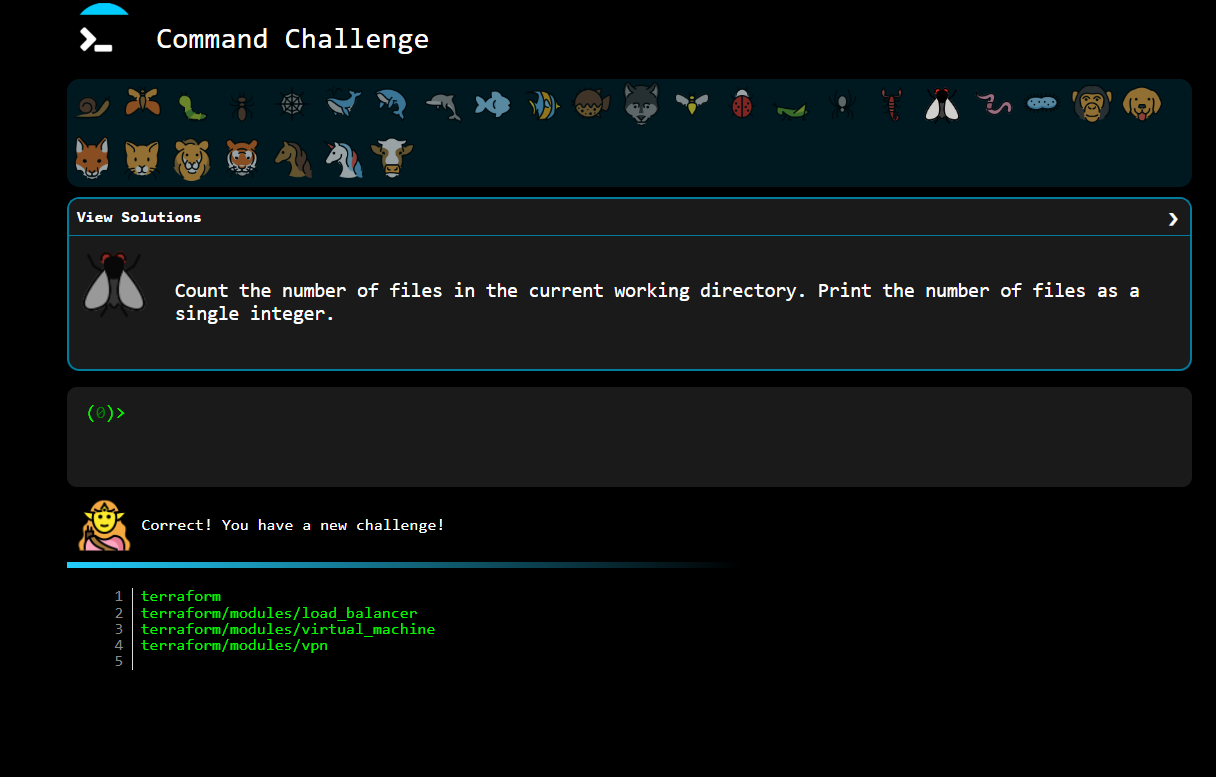 Command Challenge
View Solutions
Count the number of files in the current working directory. Print the number of files as a
single integer.
(0)>
Correct! You have a new challenge!
1 terraform
2 terraform/modules/load_balancer
3 terraform/modules/virtual_machine
4 terraform/modules/vpn
5